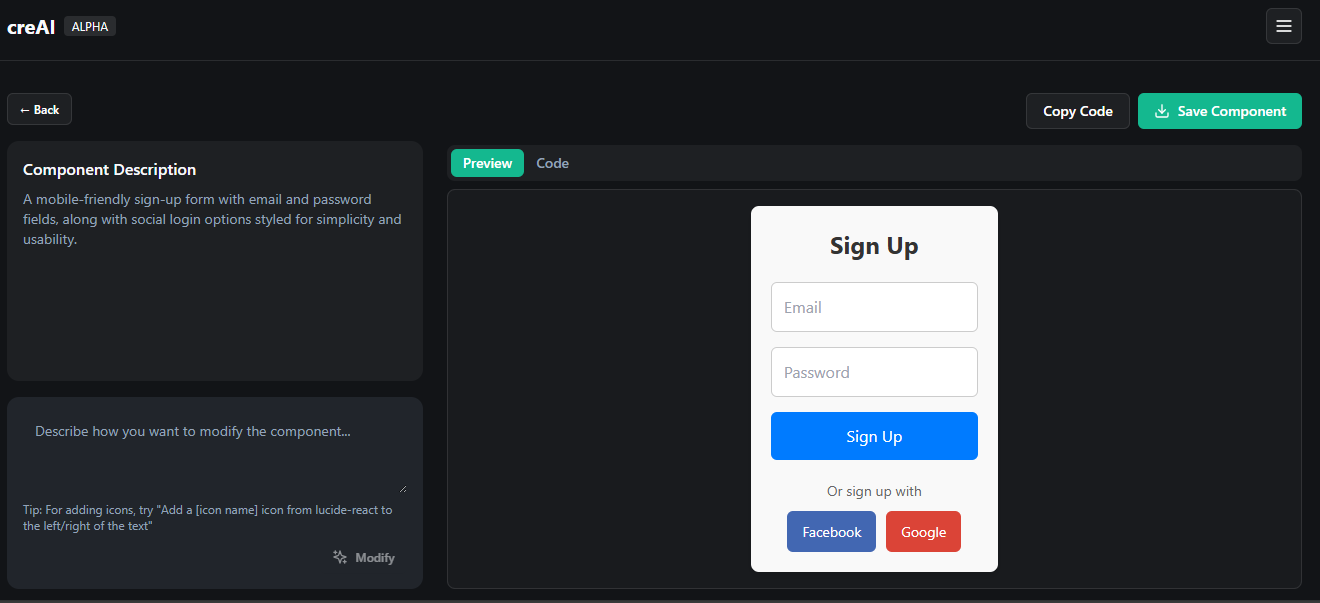 creAI ALPHA
← Back
Copy Code
Save Component
Component Description
A mobile-friendly sign-up form with email and password
fields, along with social login options styled for simplicity and
usability.
Describe how you want to modify the component...
Tip: For adding icons, try "Add a [icon name] icon from lucide-react to
the left/right of the text"
Modify
Preview Code
Sign Up
Email
Password
Sign Up
Or sign up with
Facebook Google